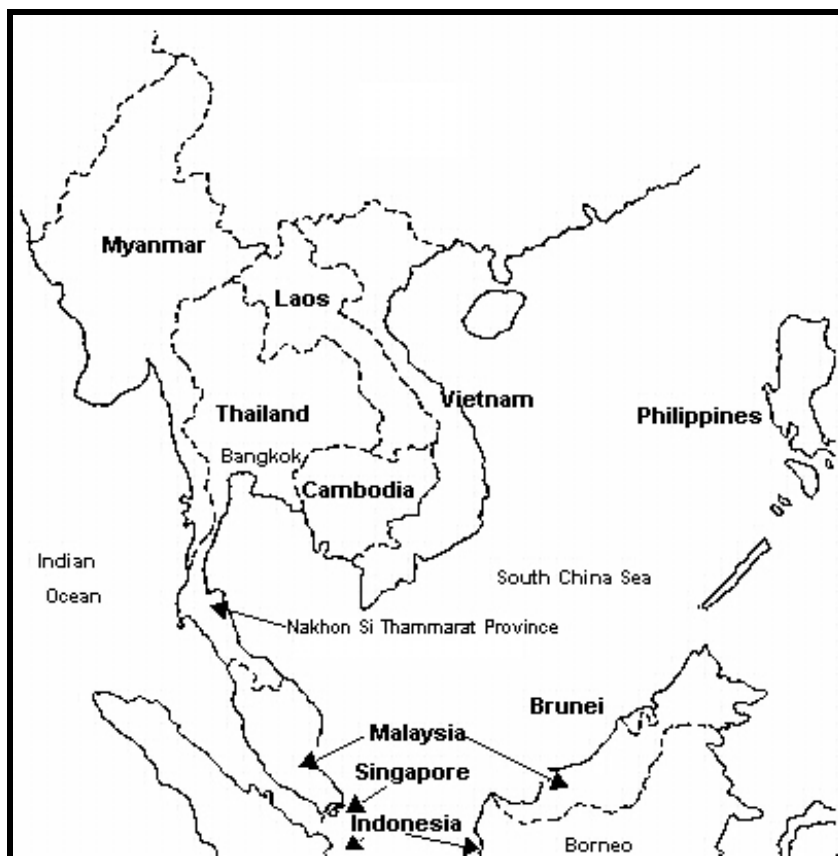 Myanmar
Laos
Vietnam
Thailand
Philippines
Bangkok
Cambodia
Indian
Ocean
South China Sea
Nakhon Si Thammarat Province
Brunei
Malaysia
Singapore
Indonesia
Borneo